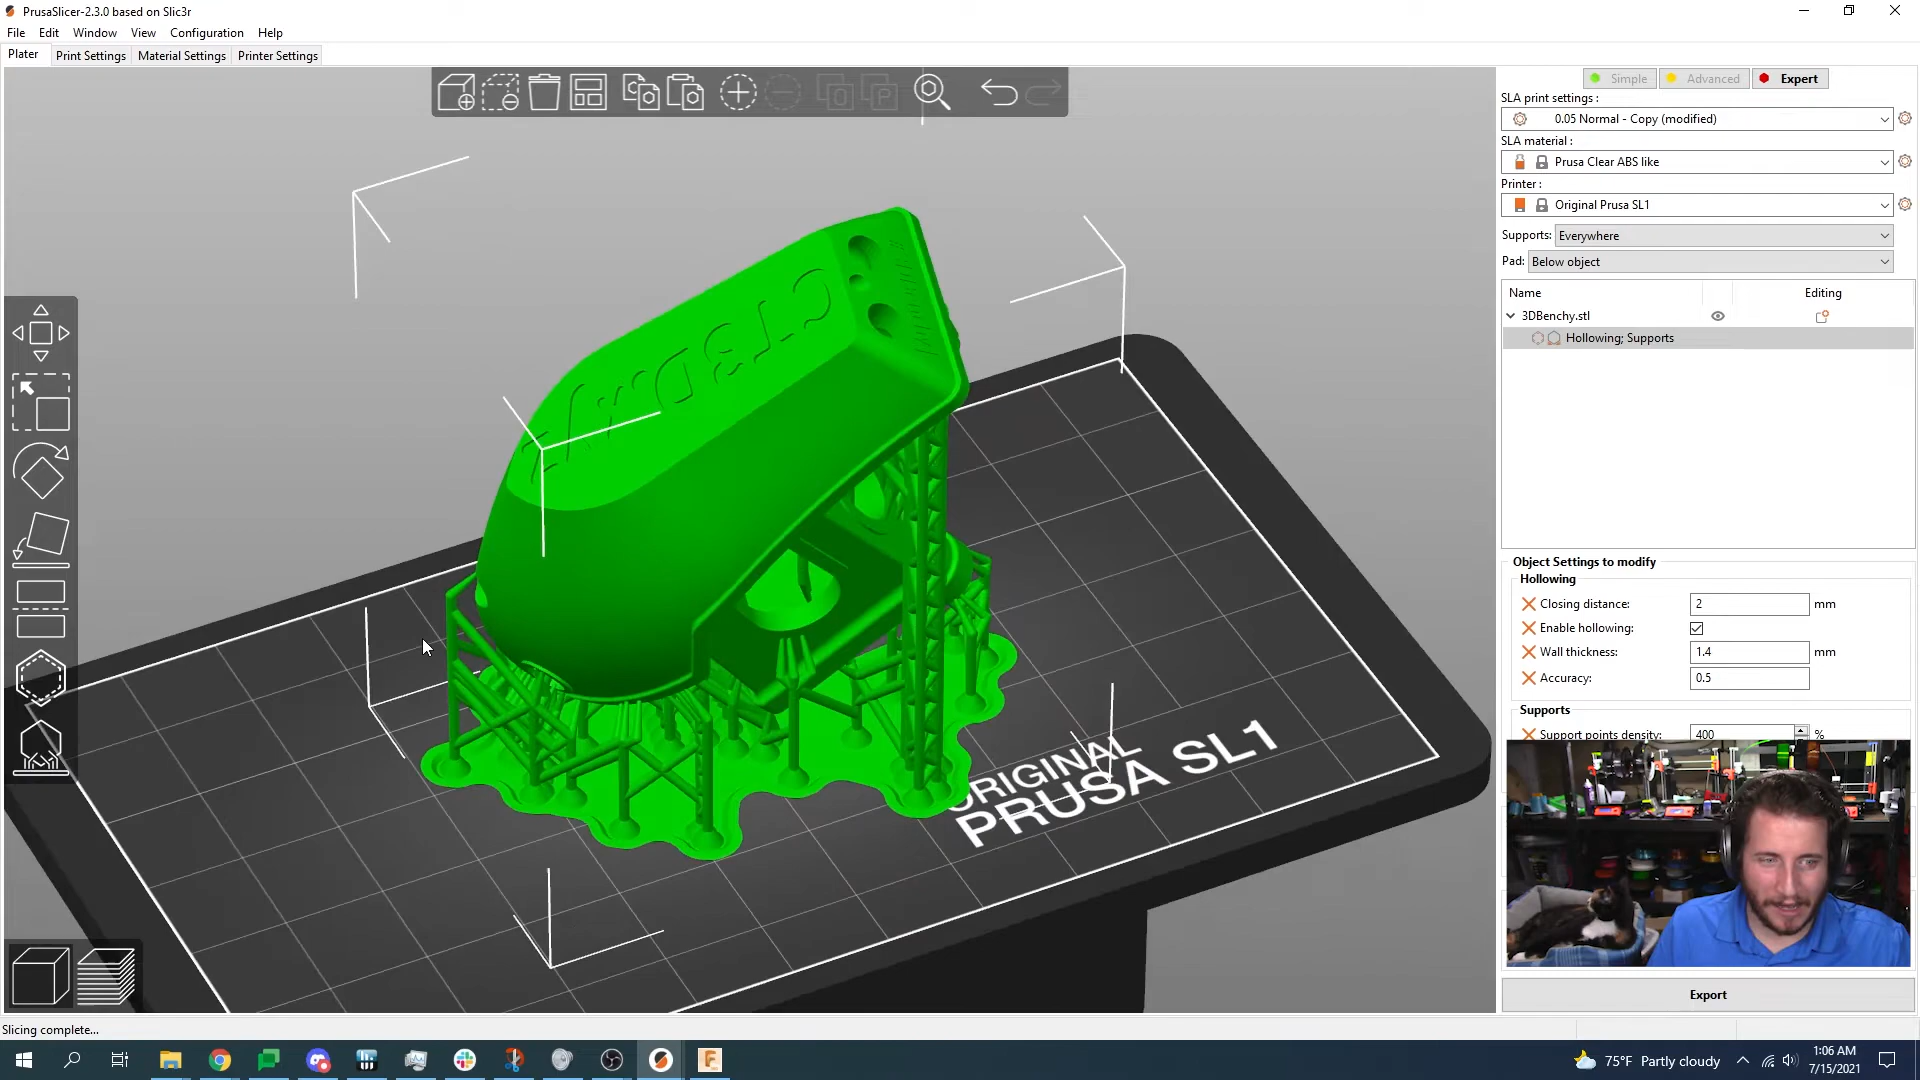 PrusaSlicer-2.3.0 based on Slic3r
File Edit Window View Configuration Help
Plater Print Settings Material Settings Printer Settings
Simple Advanced Expert
SLA print settings :
0.05 Normal - Copy (modified)
SLA material :
Prusa Clear ABS like
Printer :
Original Prusa SL1
Supports: Everywhere
Pad: Below object
Name Editing
3DBenchy.stl
Hollowing; Supports
Object Settings to modify
Hollowing
Closing distance: 2 mm
Enable hollowing:
Wall thickness: 1.4 mm
Accuracy: 0.5
Supports
Support points density: 400 %
ORIGINAL
PRUSA SL1
Export
Slicing complete...
75°F Partly cloudy
1:06 AM
7/15/2021